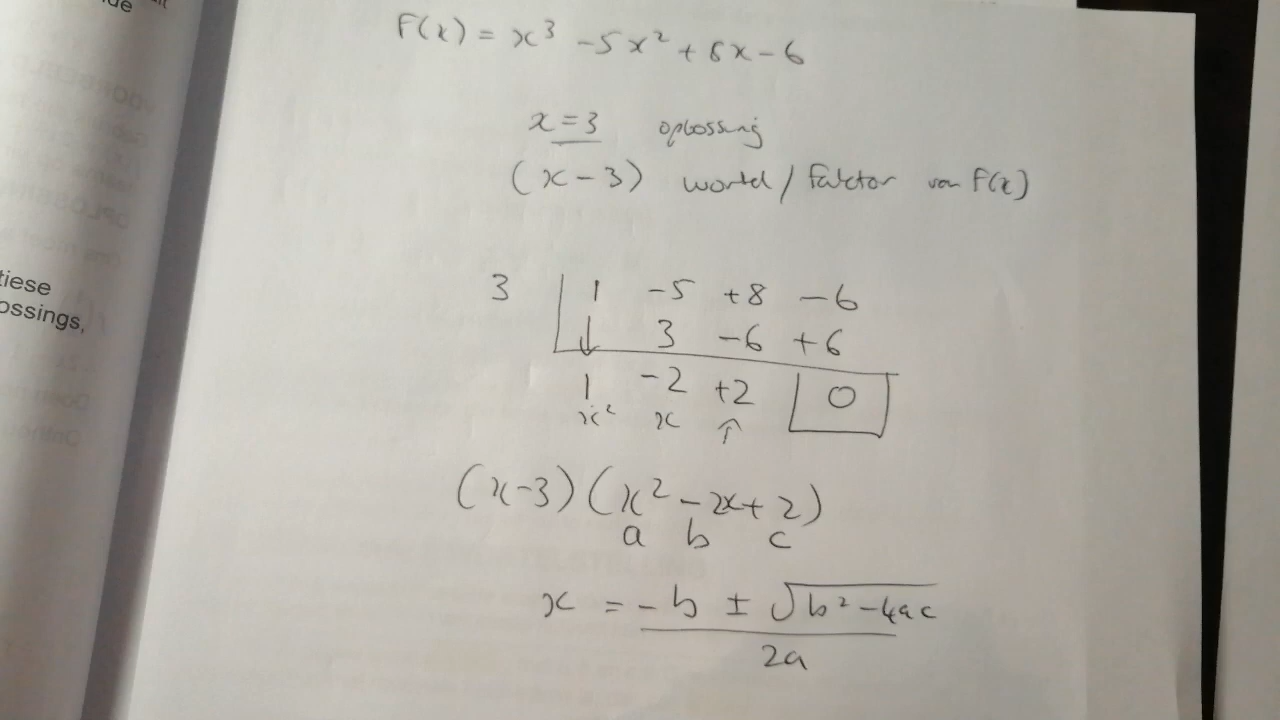 de
F(x) = x³ - 5x² + 8x - 6
x = 3 oplossing
(x - 3) wortel / faktor van F(x)
tiese
ossings,
3 | 1 -5 +8 -6
↓ 3 -6 +6
1 -2 +2 0
x² x ↑
(x-3)(x² - 2x + 2)
a b c
x = -b ± √b² - 4ac
2a